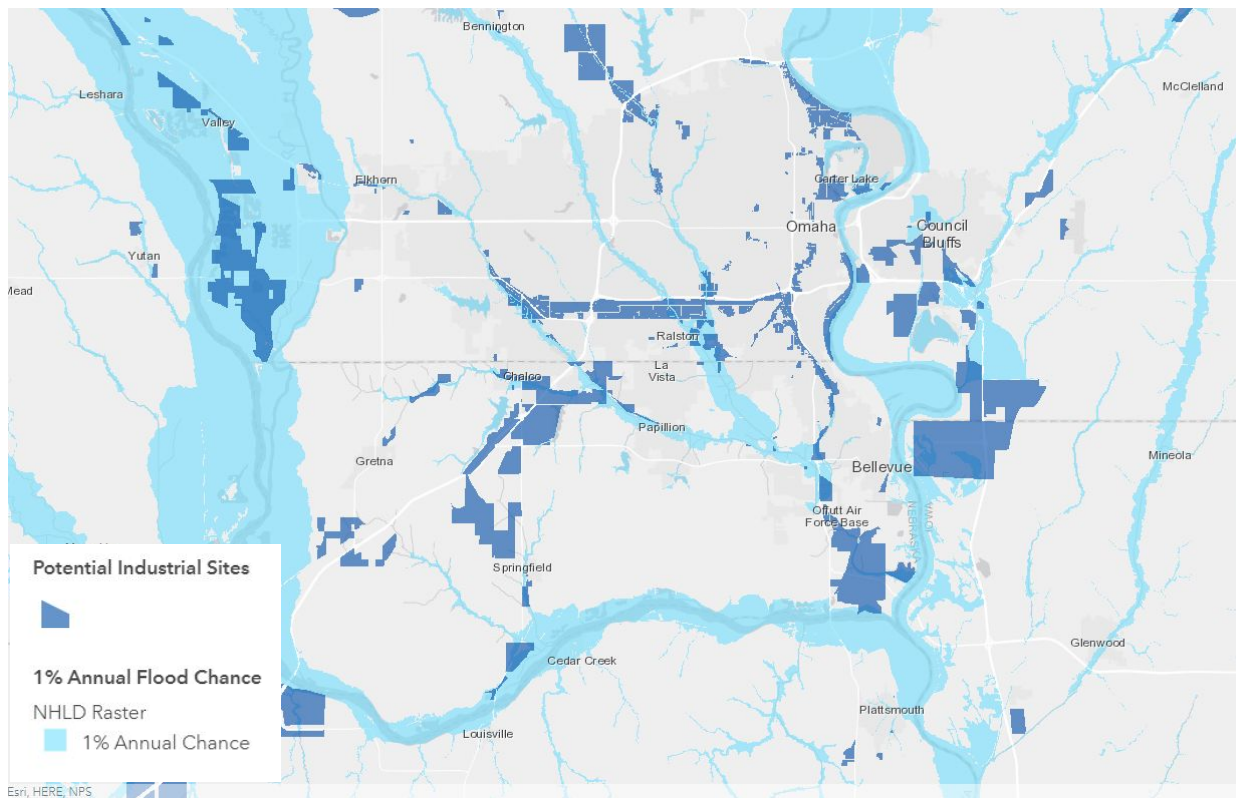 Bennington
McClelland
Leshara
Valley
Elkhorn
Carter Lake
Omaha
Council
Bluffs
Yutan
Mead
Ralston
La
Vista
Chalco
Papillion
Gretna
Bellevue
Mineola
Offutt Air
Force Base
NEBRASKA
IOWA
Springfield
Cedar Creek
Glenwood
Plattsmouth
Louisville
Potential Industrial Sites
1% Annual Flood Chance
NHLD Raster
1% Annual Chance
Esri, HERE, NPS